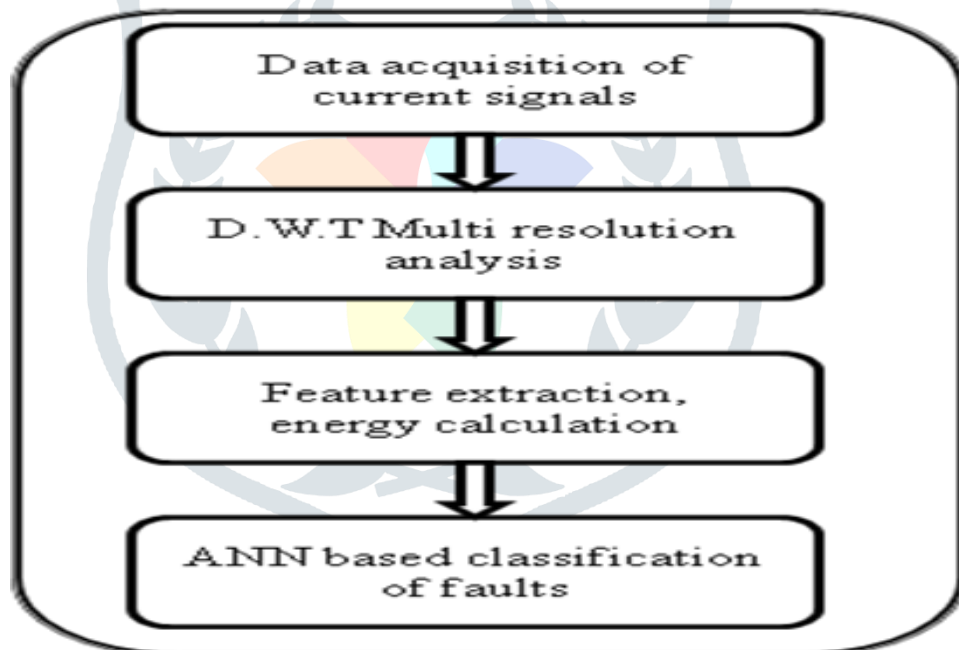 Data acquisition of
current signals
D.W.T Multi resolution
analysis
Feature extraction,
energy calculation
ANN based classification
of faults